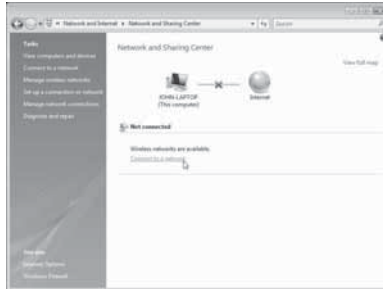 Network and Internet ▸ Network and Sharing Center
Search
Tasks
View computers and devices
Connect to a network
Manage wireless networks
Set up a connection or network
Manage network connections
Diagnose and repair
Network and Sharing Center
View full map
JOHN-LAPTOP
(This computer)
Internet
Not connected
Wireless networks are available.
Connect to a network
See also
Internet Options
Windows Firewall